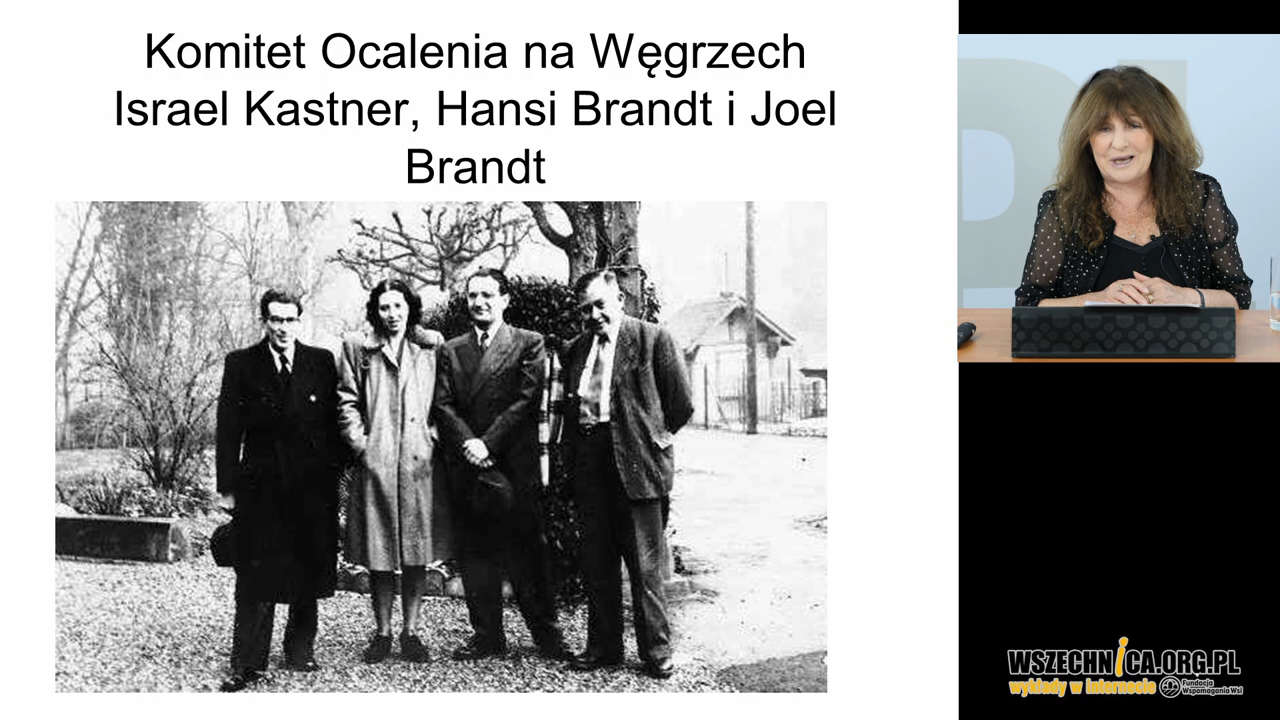 Komitet Ocalenia na Węgrzech
Israel Kastner, Hansi Brandt i Joel
Brandt
WSZECHNICA.ORG.PL
wykłady w internecie
Fundacja
Wspomagania Wsi